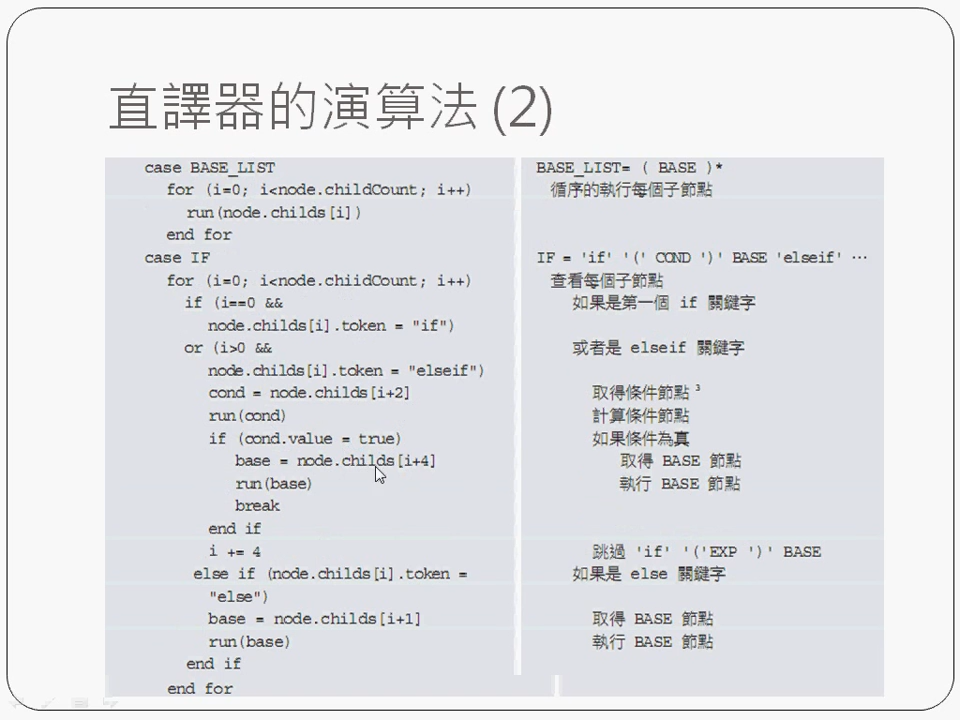 直譯器的演算法 (2)
case BASE_LIST
for (i=0; i<node.childCount; i++)
run(node.childs[i])
end for
case IF
for (i=0; i<node.chiidCount; i++)
if (i==0 &&
node.childs[i].token = "if")
or (i>0 &&
node.childs[i].token = "elseif")
cond = node.childs[i+2]
run(cond)
if (cond.value = true)
base = node.childs[i+4]
run(base)
break
end if
i += 4
else if (node.childs[i].token =
"else")
base = node.childs[i+1]
run(base)
end if
end for
BASE_LIST= ( BASE )*
循序的執行每個子節點
IF = 'if' '(' COND ')' BASE 'elseif' …
查看每個子節點
如果是第一個 if 關鍵字
或者是 elseif 關鍵字
取得條件節點 ³
計算條件節點
如果條件為真
取得 BASE 節點
執行 BASE 節點
跳過 'if' '('EXP ')' BASE
如果是 else 關鍵字
取得 BASE 節點
執行 BASE 節點